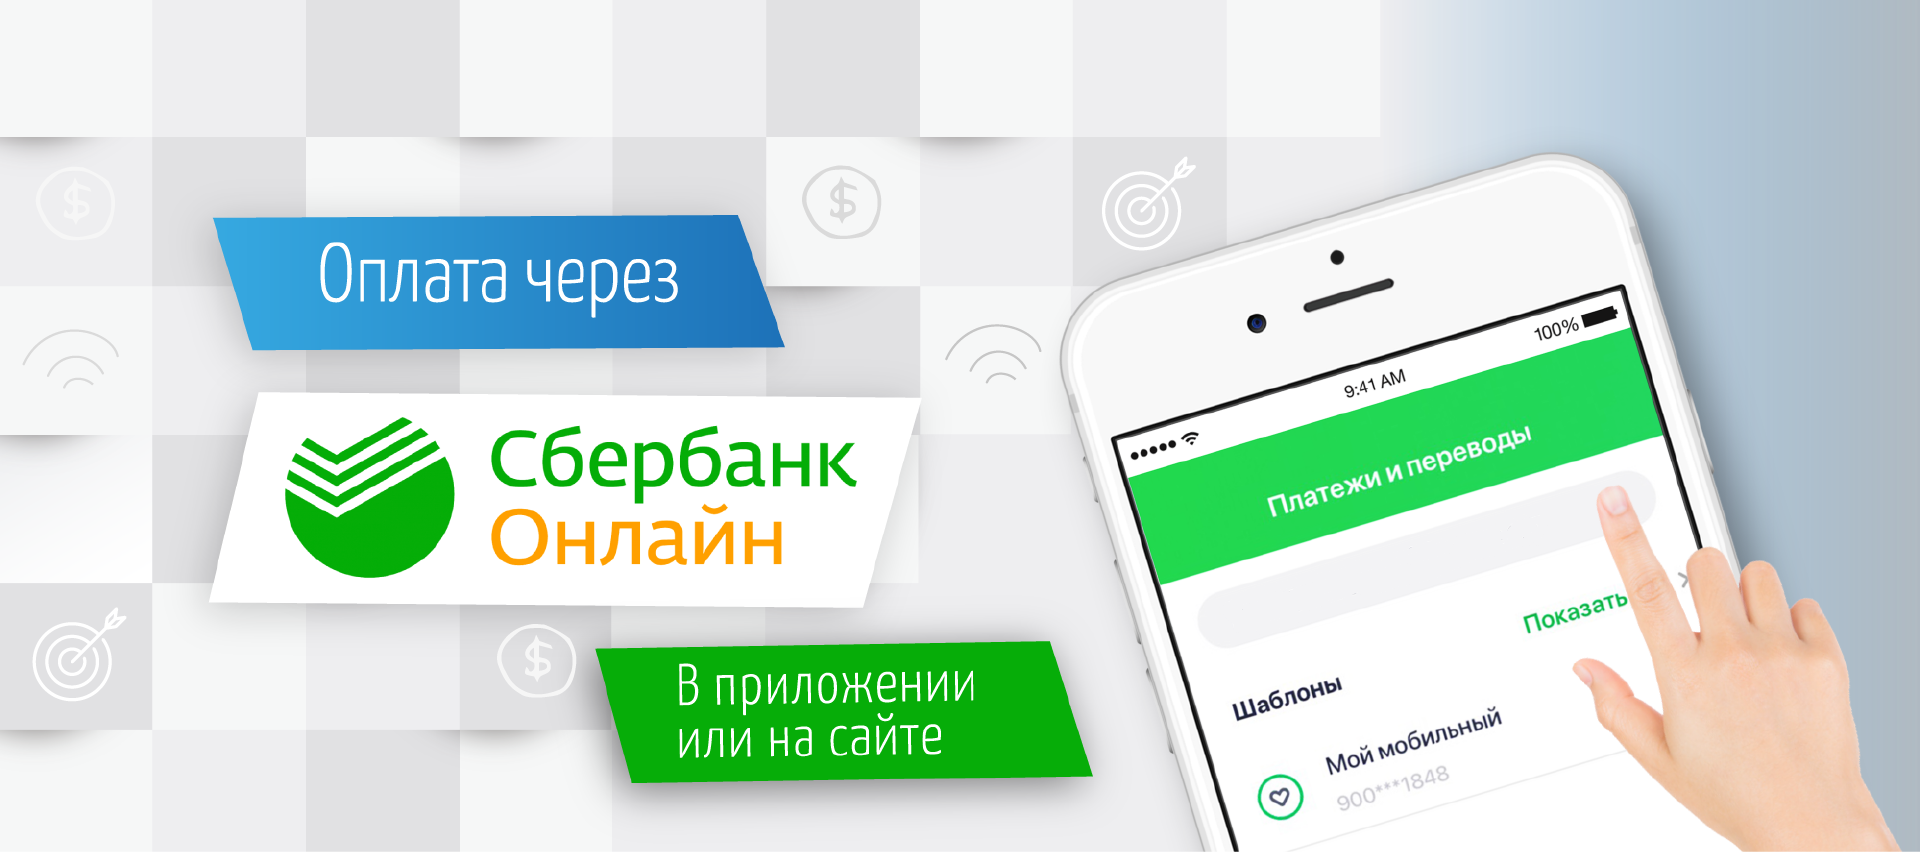 Оплата через
Сбербанк
Онлайн
В приложении
или на сайте
100%
9:41 AM
Платежи и переводы
Показать
Шаблоны
Мой мобильный
900***1848